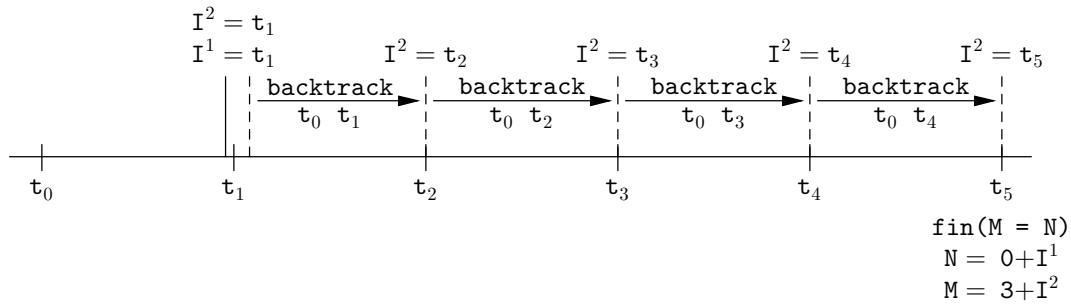 I² = t₁
I¹ = t₁ I² = t₂ I² = t₃ I² = t₄ I² = t₅
backtrack backtrack backtrack backtrack
t₀ t₁ t₀ t₂ t₀ t₃ t₀ t₄
t₀ t₁ t₂ t₃ t₄ t₅
fin(M = N)
N = 0+I¹
M = 3+I²